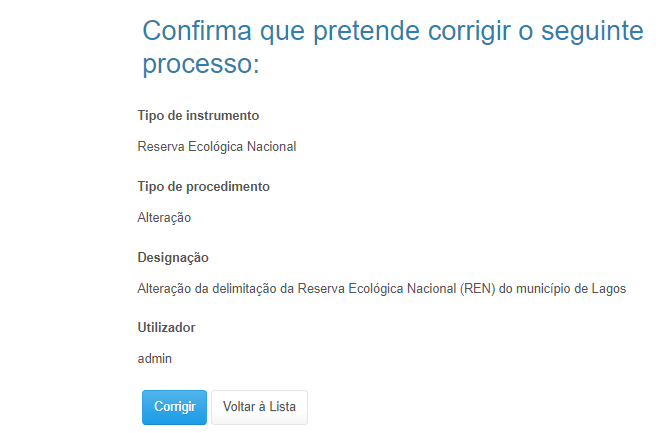 Confirma que pretende corrigir o seguinte
processo:
Tipo de instrumento
Reserva Ecológica Nacional
Tipo de procedimento
Alteração
Designação
Alteração da delimitação da Reserva Ecológica Nacional (REN) do município de Lagos
Utilizador
admin
Corrigir Voltar à Lista